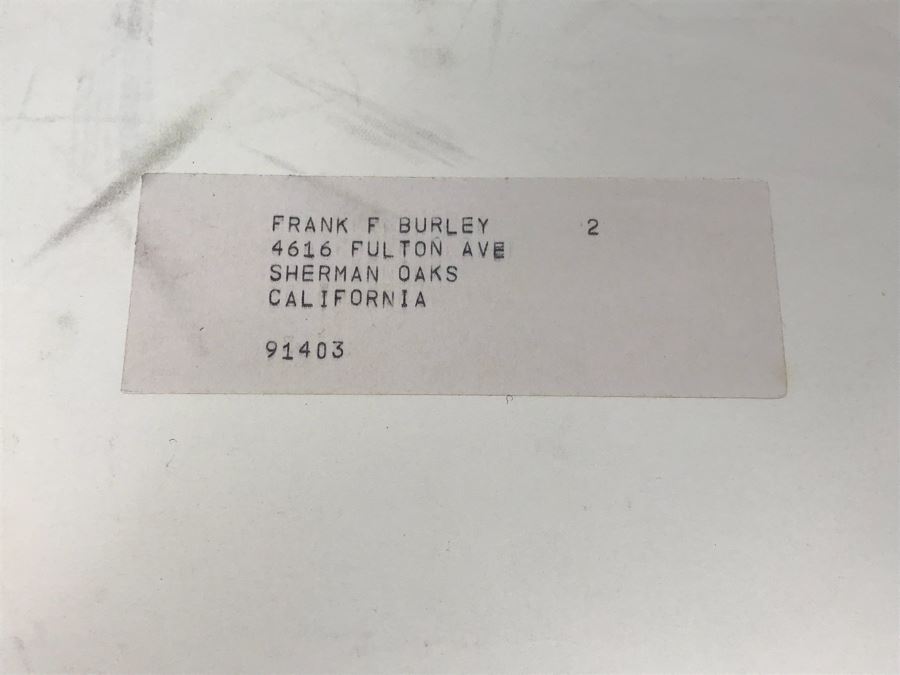 FRANK F BURLEY 2
4616 FULTON AVE
SHERMAN OAKS
CALIFORNIA
91403